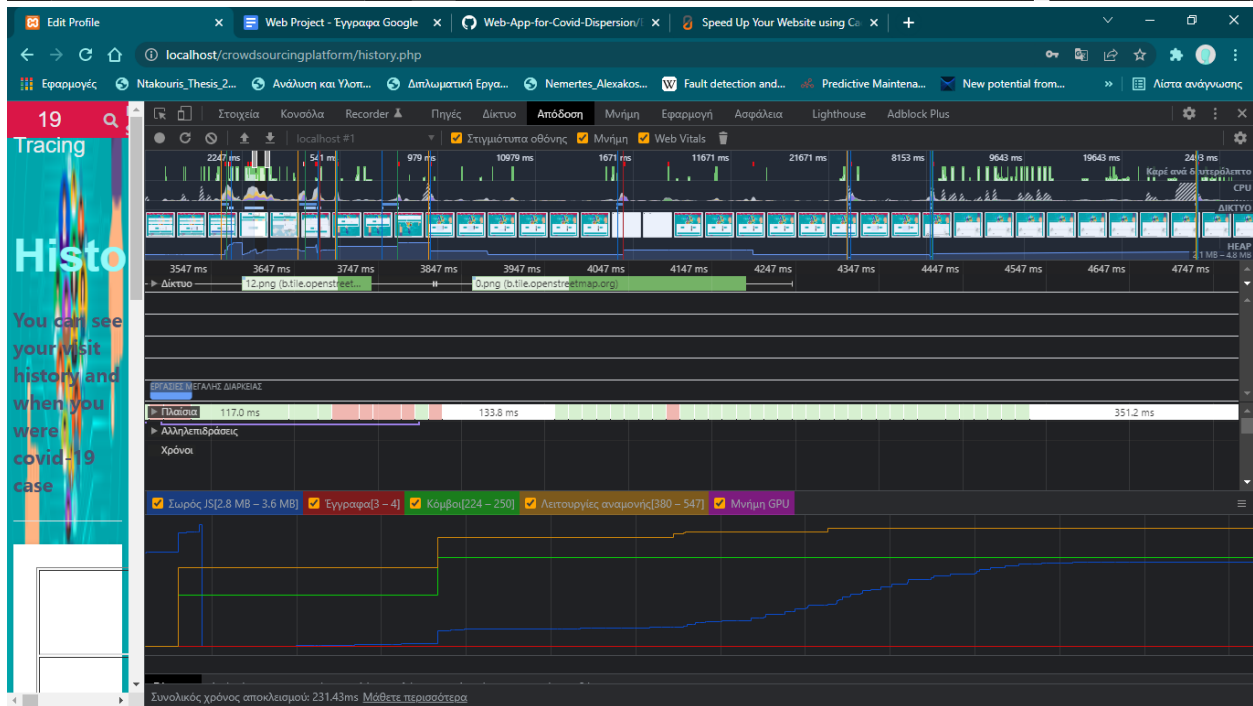 Edit Profile
Web Project - Έγγραφα Google
Web-App-for-Covid-Dispersion/
Speed Up Your Website using Ca
localhost/crowdsourcingplatform/history.php
Εφαρμογές
Ntakouris_Thesis_2...
Ανάλυση και Υλοπ...
Διπλωματική Εργα...
Nemertes_Alexakos...
Fault detection and...
Predictive Maintena...
New potential from...
»
Λίστα ανάγνωσης
19
Tracing
Histo
You can see
your visit
history and
when you
were
covid-19
case
Στοιχεία Κονσόλα Recorder Πηγές Δίκτυο Απόδοση Μνήμη Εφαρμογή Ασφάλεια Lighthouse Adblock Plus
localhost #1 Στιγμιότυπα οθόνης Μνήμη Web Vitals
2247 ms 541 ms 979 ms 10979 ms 1671 ms 11671 ms 21671 ms 8153 ms 9643 ms 19643 ms 2493 ms
Καρέ ανά δευτερόλεπτο
CPU
ΔΙΚΤΥΟ
HEAP
2.1 MB – 4.8 MB
3547 ms 3647 ms 3747 ms 3847 ms 3947 ms 4047 ms 4147 ms 4247 ms 4347 ms 4447 ms 4547 ms 4647 ms 4747 ms
Δίκτυο 12.png (b.tile.openstreet... 0.png (b.tile.openstreetmap.org)
ΕΡΓΑΣΙΕΣ ΜΕΓΑΛΗΣ ΔΙΑΡΚΕΙΑΣ
Πλαίσια 117.0 ms 133.8 ms 351.2 ms
Αλληλεπιδράσεις
Χρόνοι
Σωρός JS[2.8 MB – 3.6 MB] Έγγραφα[3 – 4] Κόμβοι[224 – 250] Λειτουργίες αναμονής[380 – 547] Μνήμη GPU
Συνολικός χρόνος αποκλεισμού: 231.43ms Μάθετε περισσότερα